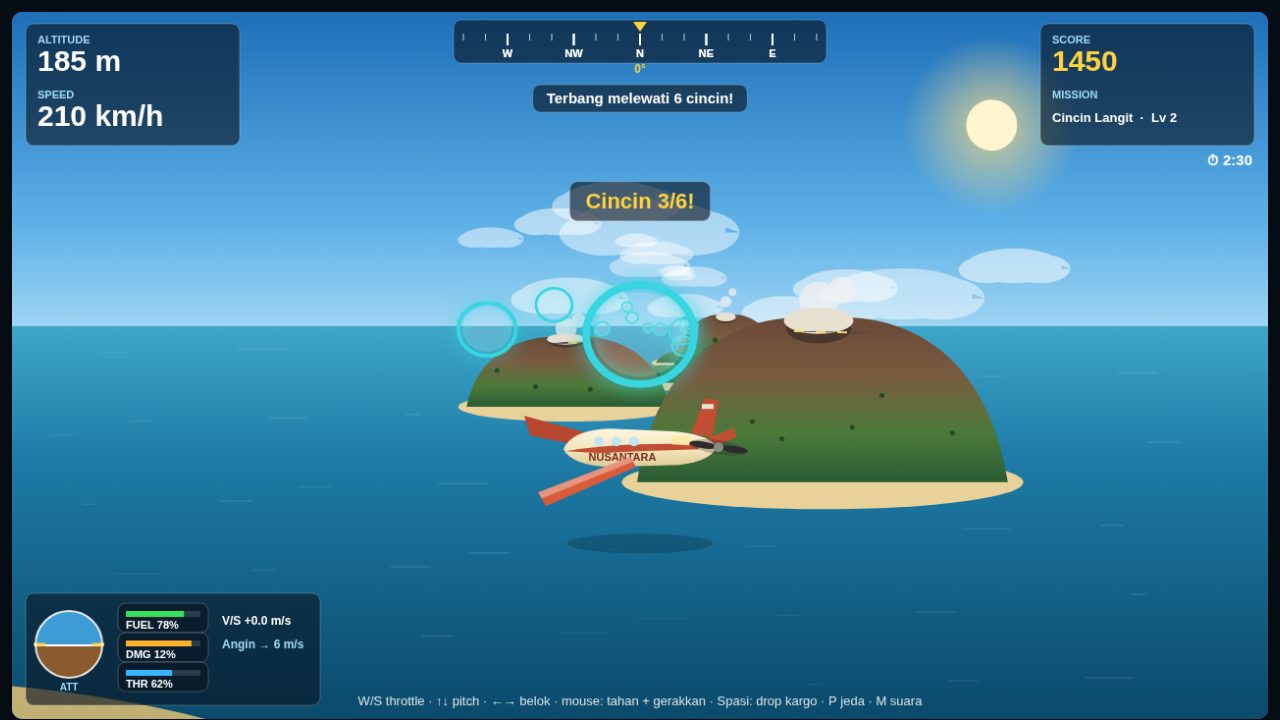 ALTITUDE
185 m
SPEED
210 km/h
W NW N NE E
0°
Terbang melewati 6 cincin!
SCORE
1450
MISSION
Cincin Langit · Lv 2
⏱ 2:30
Cincin 3/6!
NUSANTARA
FUEL 78%
DMG 12%
THR 62%
V/S +0.0 m/s
Angin → 6 m/s
ATT
W/S throttle · ↑↓ pitch · ←→ belok · mouse: tahan + gerakkan · Spasi: drop kargo · P jeda · M suara